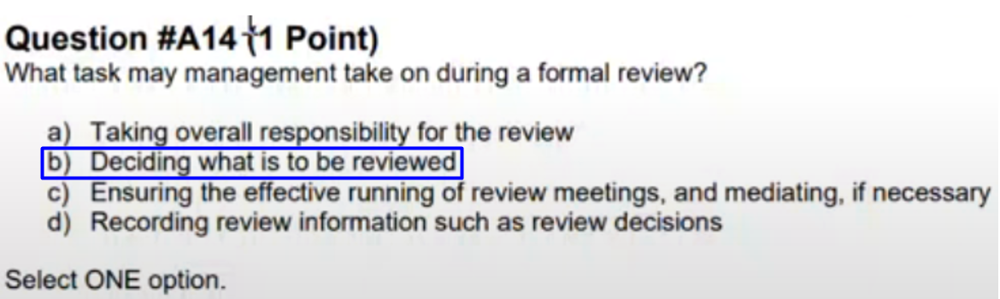 Question #A14 (1 Point)
What task may management take on during a formal review?
a) Taking overall responsibility for the review
b) Deciding what is to be reviewed
c) Ensuring the effective running of review meetings, and mediating, if necessary
d) Recording review information such as review decisions
Select ONE option.